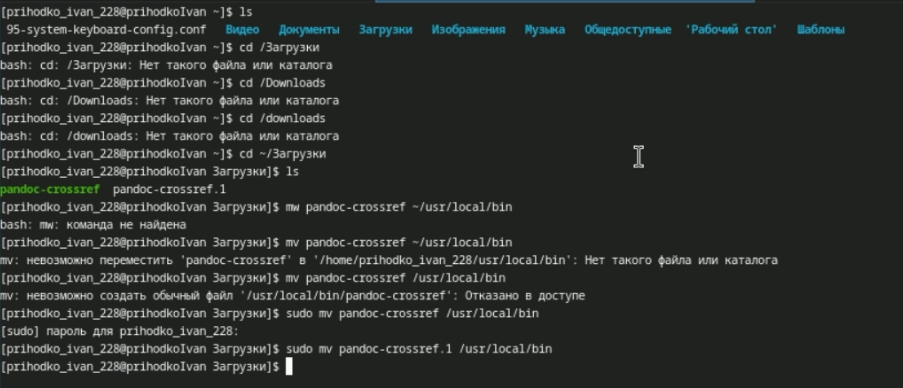 [prihodko_ivan_228@prihodkoIvan ~]$ ls
95-system-keyboard-config.conf Видео Документы Загрузки Изображения Музыка Общедоступные 'Рабочий стол' Шаблоны
[prihodko_ivan_228@prihodkoIvan ~]$ cd /Загрузки
bash: cd: /Загрузки: Нет такого файла или каталога
[prihodko_ivan_228@prihodkoIvan ~]$ cd /Downloads
bash: cd: /Downloads: Нет такого файла или каталога
[prihodko_ivan_228@prihodkoIvan ~]$ cd /downloads
bash: cd: /downloads: Нет такого файла или каталога
[prihodko_ivan_228@prihodkoIvan ~]$ cd ~/Загрузки
[prihodko_ivan_228@prihodkoIvan Загрузки]$ ls
pandoc-crossref pandoc-crossref.1
[prihodko_ivan_228@prihodkoIvan Загрузки]$ mw pandoc-crossref ~/usr/local/bin
bash: mw: команда не найдена
[prihodko_ivan_228@prihodkoIvan Загрузки]$ mv pandoc-crossref ~/usr/local/bin
mv: невозможно переместить 'pandoc-crossref' в '/home/prihodko_ivan_228/usr/local/bin': Нет такого файла или каталога
[prihodko_ivan_228@prihodkoIvan Загрузки]$ mv pandoc-crossref /usr/local/bin
mv: невозможно создать обычный файл '/usr/local/bin/pandoc-crossref': Отказано в доступе
[prihodko_ivan_228@prihodkoIvan Загрузки]$ sudo mv pandoc-crossref /usr/local/bin
[sudo] пароль для prihodko_ivan_228:
[prihodko_ivan_228@prihodkoIvan Загрузки]$ sudo mv pandoc-crossref.1 /usr/local/bin
[prihodko_ivan_228@prihodkoIvan Загрузки]$